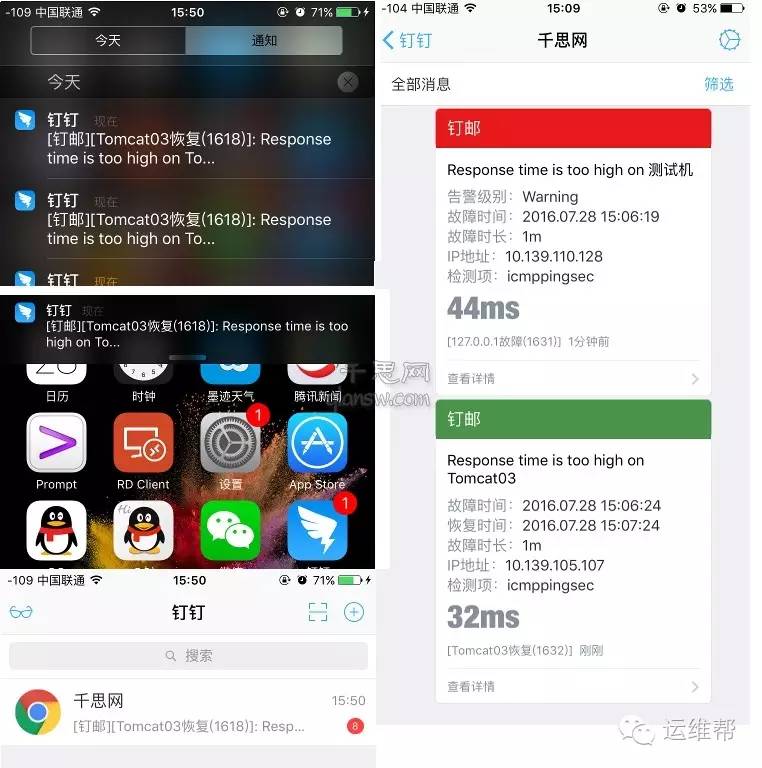 -109 中国联通 15:50 71%
今天 通知
今天
钉钉 现在
[钉邮][Tomcat03恢复(1618)]: Response
time is too high on To...
钉钉 现在
[钉邮][Tomcat03恢复(1618)]: Response
time is too high on To...
钉钉 现在
钉钉 现在
[钉邮][Tomcat03恢复(1618)]: Response time is too
high on To...
28
日历 时钟 墨迹天气 腾讯新闻
1
Prompt RD Client 设置 App Store
Hi
1
-109 中国联通 15:50 71%
钉钉
搜索
千思网 15:50
[钉邮][Tomcat03恢复(1618)]: Resp...
8
-104 中国联通 15:09 53%
钉钉 千思网
全部消息 筛选
钉邮
Response time is too high on 测试机
告警级别: Warning
故障时间: 2016.07.28 15:06:19
故障时长: 1m
IP地址: 10.139.110.128
检测项: icmppingsec
44ms
[127.0.0.1故障(1631)] 1分钟前
查看详情
钉邮
Response time is too high on
Tomcat03
故障时间: 2016.07.28 15:06:24
恢复时间: 2016.07.28 15:07:24
故障时长: 1m
IP地址: 10.139.105.107
检测项: icmppingsec
32ms
[Tomcat03恢复(1632)] 刚刚
查看详情
千思网
qansw.com
运维帮